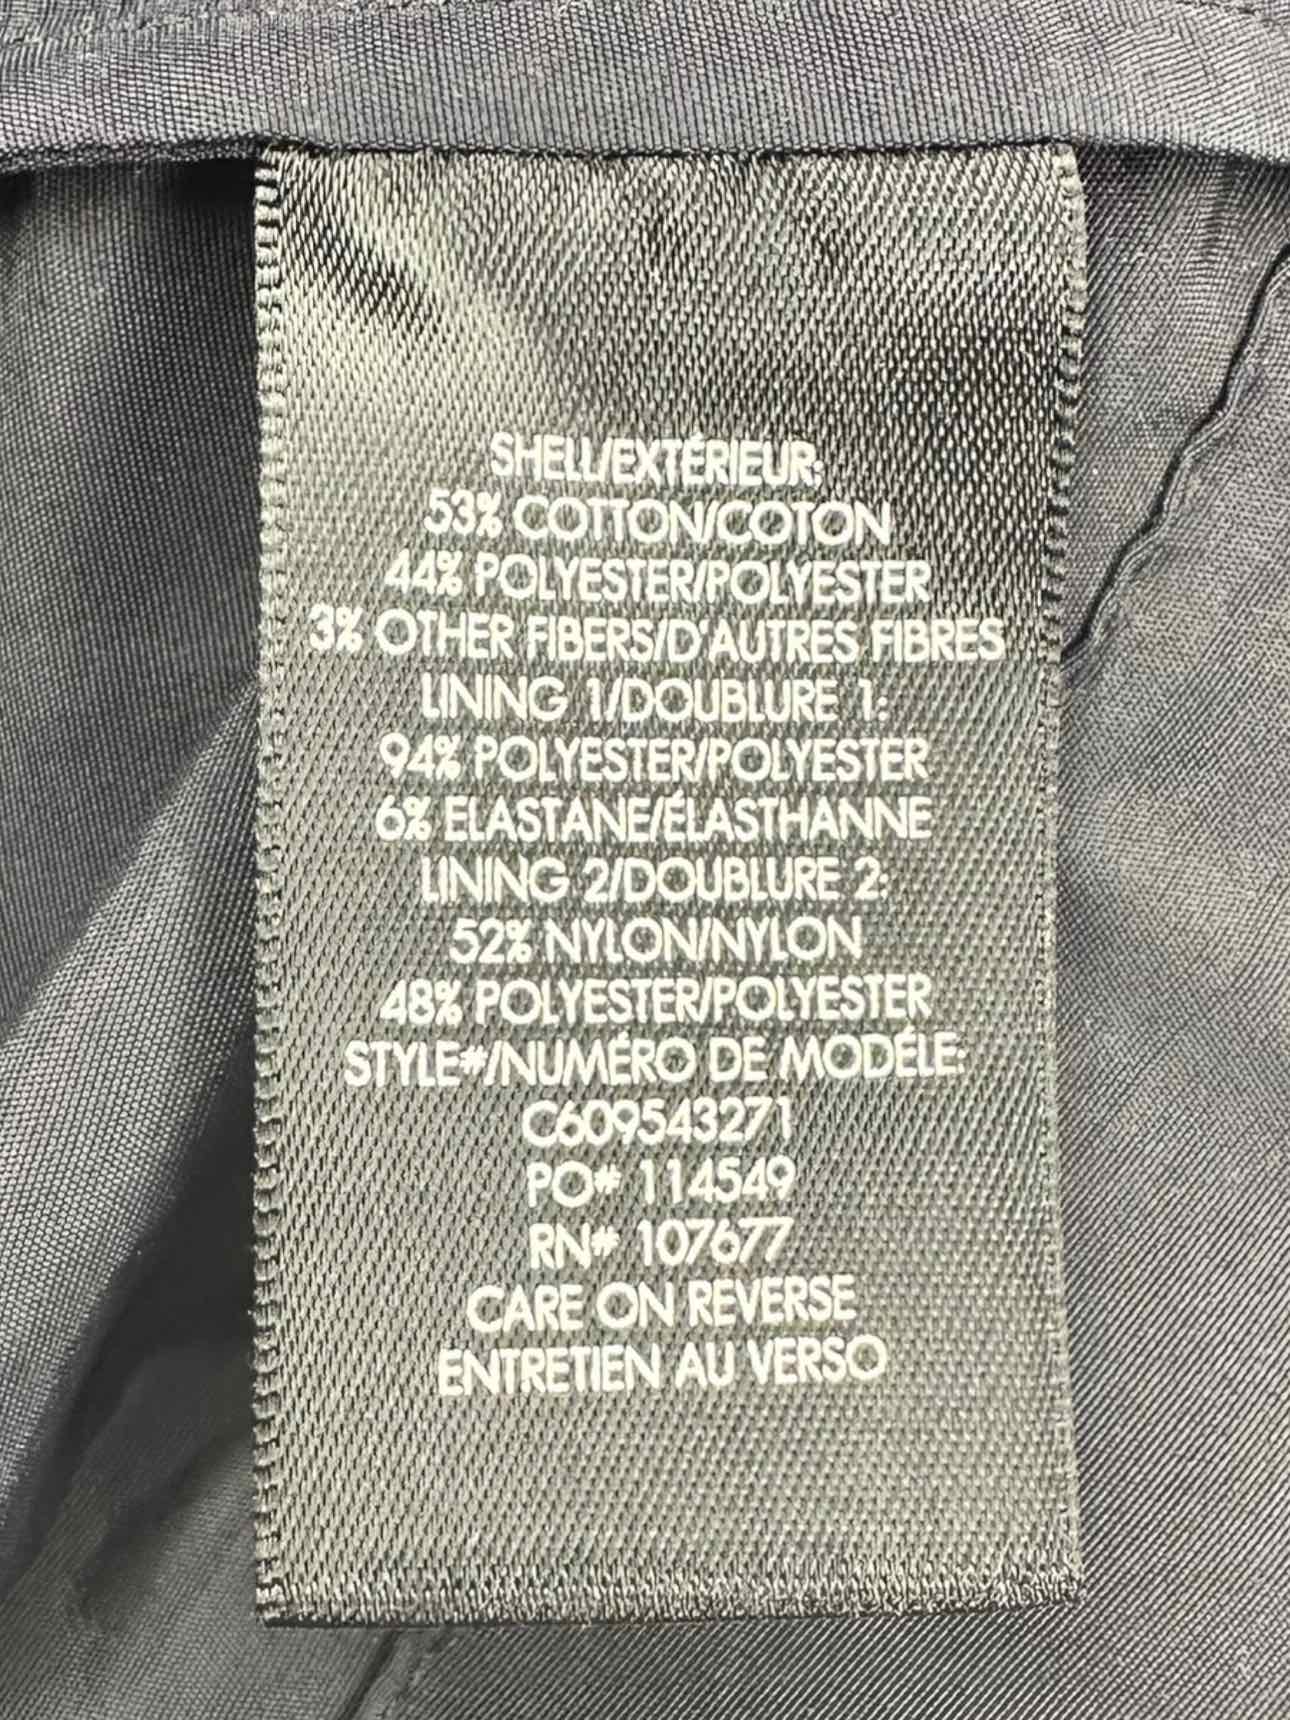 SHELL/EXTÉRIEUR:
53% COTTON/COTON
44% POLYESTER/POLYESTER
3% OTHER FIBERS/D'AUTRES FIBRES
LINING 1/DOUBLURE 1:
94% POLYESTER/POLYESTER
6% ELASTANE/ÉLASTHANNE
LINING 2/DOUBLURE 2:
52% NYLON/NYLON
48% POLYESTER/POLYESTER
STYLE#/NUMÉRO DE MODÉLE:
C609543271
PO# 114549
RN# 107677
CARE ON REVERSE
ENTRETIEN AU VERSO